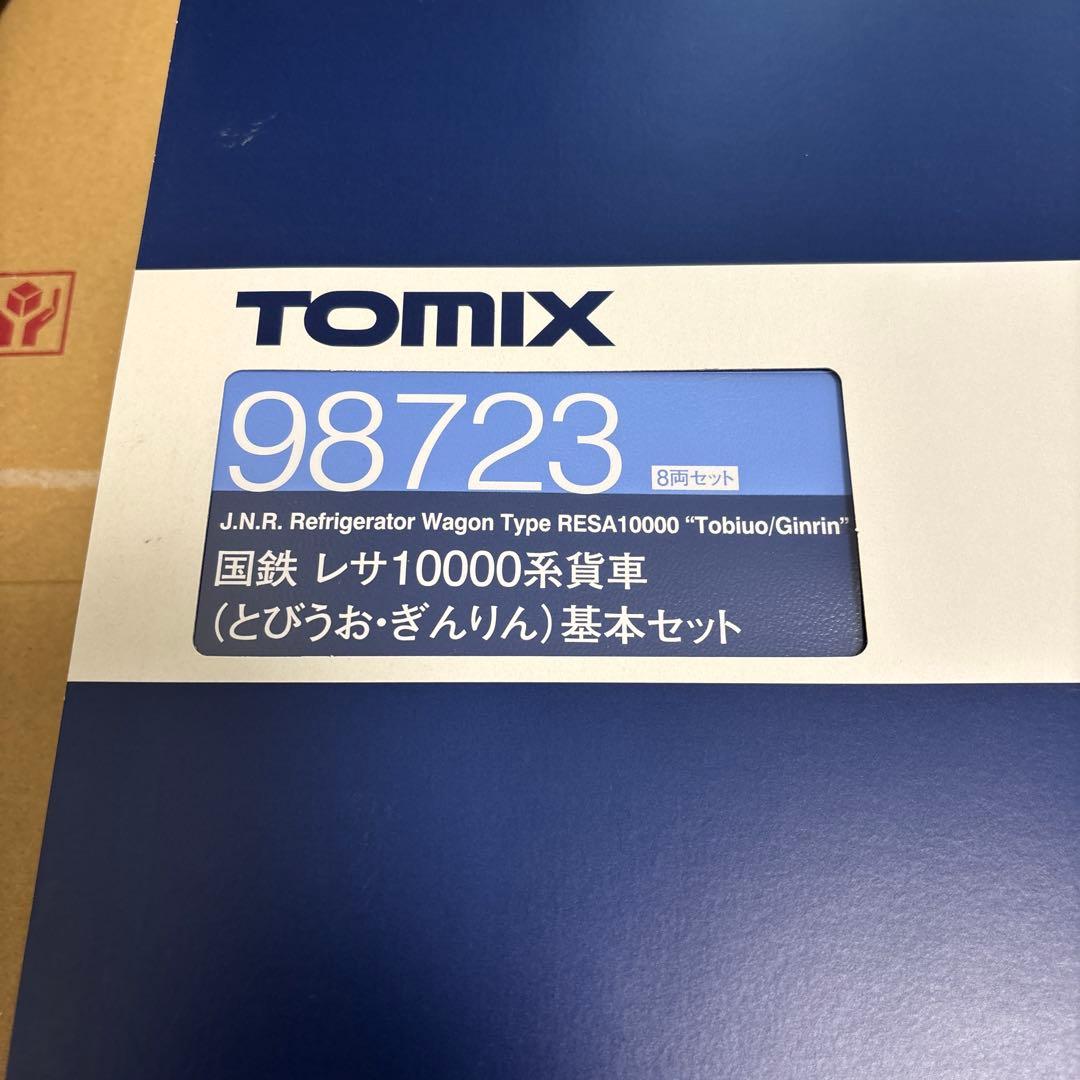 TOMIX
98723 8両セット
J.N.R. Refrigerator Wagon Type RESA10000 “Tobiuo/Ginrin”
国鉄 レサ10000系貨車
(とびうお・ぎんりん)基本セット